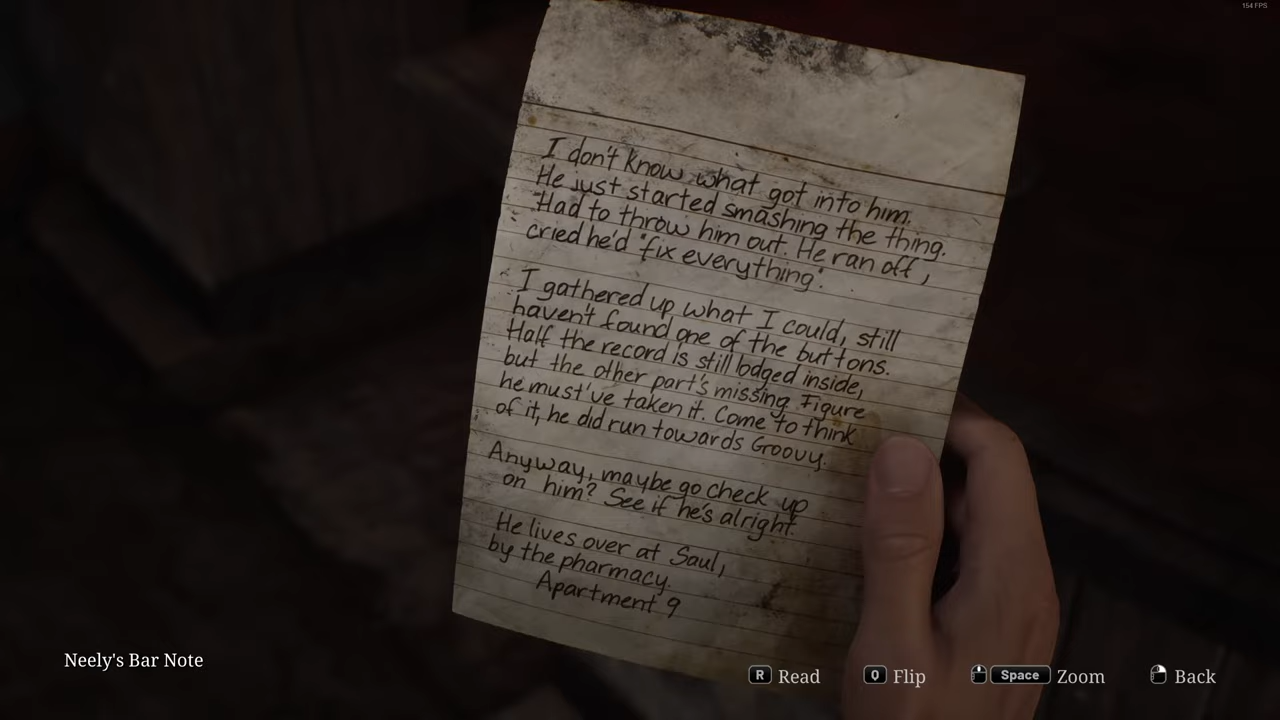 154 FPS
I don't know what got into him.
He just started smashing the thing.
Had to throw him out. He ran off,
cried he'd "fix everything".
I gathered up what I could, still
haven't found one of the buttons.
Half the record is still lodged inside,
but the other part's missing. Figure
he must've taken it. Come to think
of it, he did run towards Groovy.
Anyway, maybe go check up
on him? See if he's alright.
He lives over at Saul,
by the pharmacy.
Apartment 9
Neely's Bar Note
R Read Q Flip Space Zoom Back